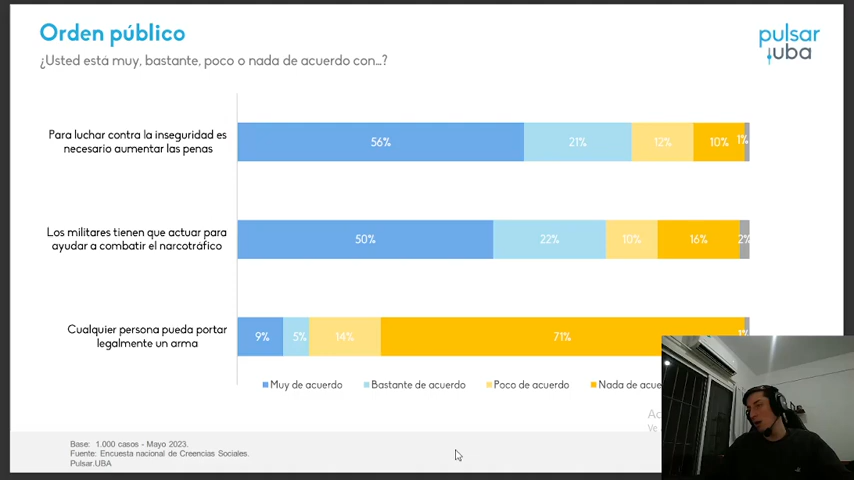 Orden público
¿Usted está muy, bastante, poco o nada de acuerdo con...?
pulsar
.uba
Para luchar contra la inseguridad es
necesario aumentar las penas
56% 21% 12% 10% 1%
Los militares tienen que actuar para
ayudar a combatir el narcotráfico
50% 22% 10% 16% 2%
Cualquier persona pueda portar
legalmente un arma
9% 5% 14% 71% 1%
Muy de acuerdo Bastante de acuerdo Poco de acuerdo Nada de
Base: 1.000 casos - Mayo 2023.
Fuente: Encuesta nacional de Creencias Sociales.
Pulsar.UBA